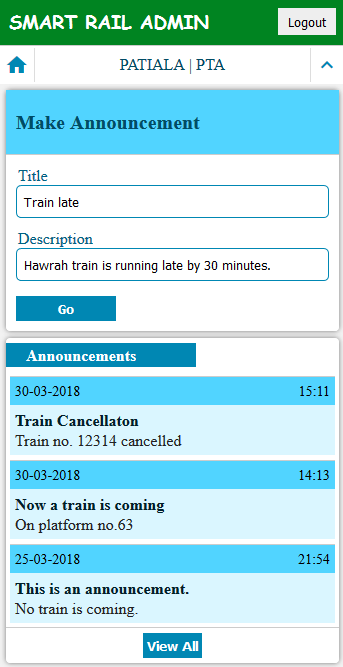 SMART RAIL ADMIN Logout
PATIALA | PTA
Make Announcement
Title
Train late
Description
Hawrah train is running late by 30 minutes.
Go
Announcements
30-03-2018 15:11
Train Cancellaton
Train no. 12314 cancelled
30-03-2018 14:13
Now a train is coming
On platform no.63
25-03-2018 21:54
This is an announcement.
No train is coming.
View All